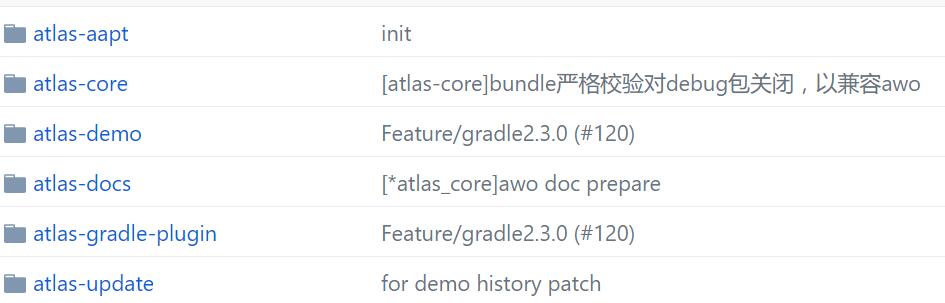 atlas-aapt init
atlas-core [atlas-core]bundle严格校验对debug包关闭，以兼容awo
atlas-demo Feature/gradle2.3.0 (#120)
atlas-docs [*atlas_core]awo doc prepare
atlas-gradle-plugin Feature/gradle2.3.0 (#120)
atlas-update for demo history patch